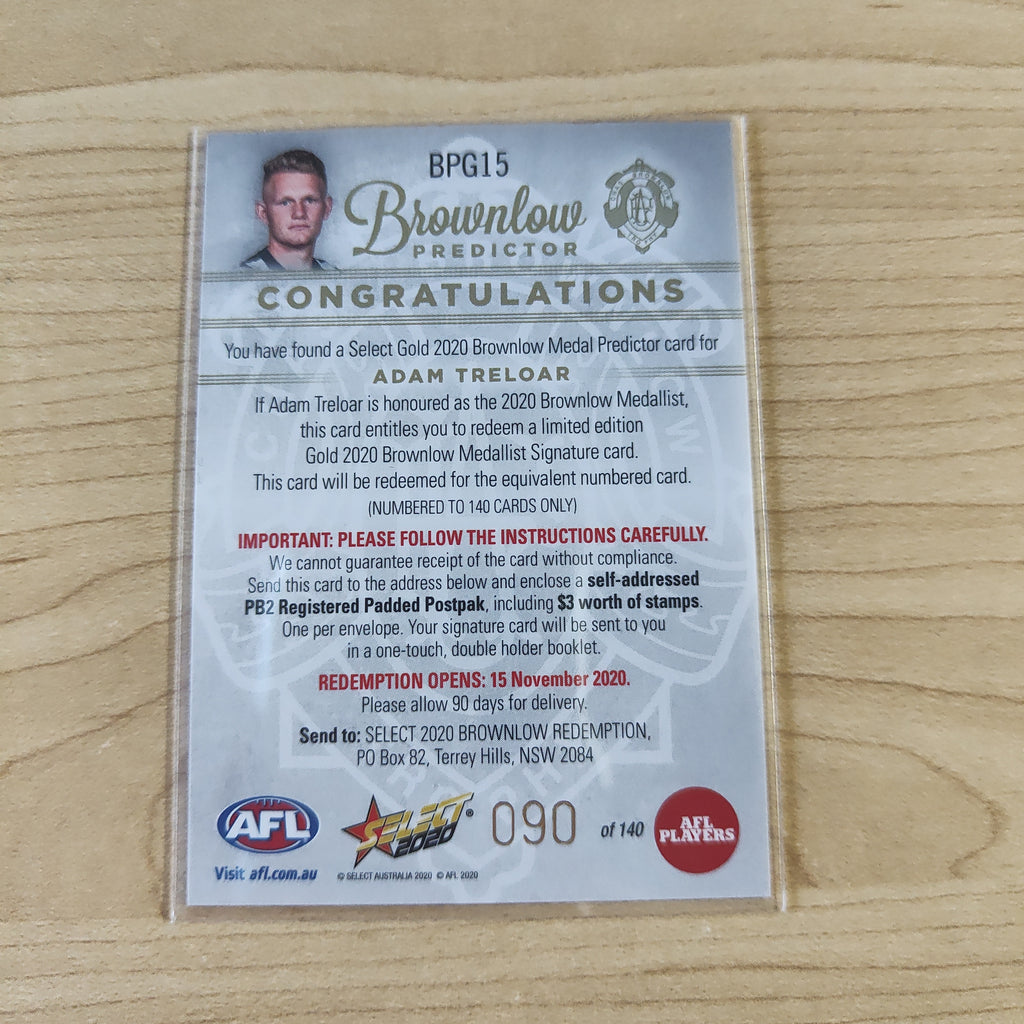 BPG15
Brownlow
PREDICTOR
CONGRATULATIONS
You have found a Select Gold 2020 Brownlow Medal Predictor card for
ADAM TRELOAR
If Adam Treloar is honoured as the 2020 Brownlow Medallist,
this card entitles you to redeem a limited edition
Gold 2020 Brownlow Medallist Signature card.
This card will be redeemed for the equivalent numbered card.
(NUMBERED TO 140 CARDS ONLY)
IMPORTANT: PLEASE FOLLOW THE INSTRUCTIONS CAREFULLY.
We cannot guarantee receipt of the card without compliance.
Send this card to the address below and enclose a self-addressed
PB2 Registered Padded Postpak, including $3 worth of stamps.
One per envelope. Your signature card will be sent to you
in a one-touch, double holder booklet.
REDEMPTION OPENS: 15 November 2020.
Please allow 90 days for delivery.
Send to: SELECT 2020 BROWNLOW REDEMPTION,
PO Box 82, Terrey Hills, NSW 2084
AFL
Visit afl.com.au
SELECT®
2020
© SELECT AUSTRALIA 2020 © AFL 2020
090 of 140
AFL
PLAYERS